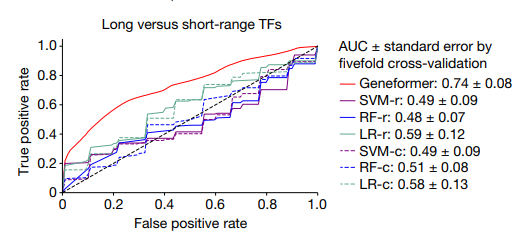 Long versus short-range TFs
1.0
0.8
0.6
0.4
0.2
0
True positive rate
0
0.2
0.4
0.6
0.8
1.0
False positive rate
AUC ± standard error by
fivefold cross-validation
Geneformer: 0.74 ± 0.08
SVM-r: 0.49 ± 0.09
RF-r: 0.48 ± 0.07
LR-r: 0.59 ± 0.12
SVM-c: 0.49 ± 0.09
RF-c: 0.51 ± 0.08
LR-c: 0.58 ± 0.13